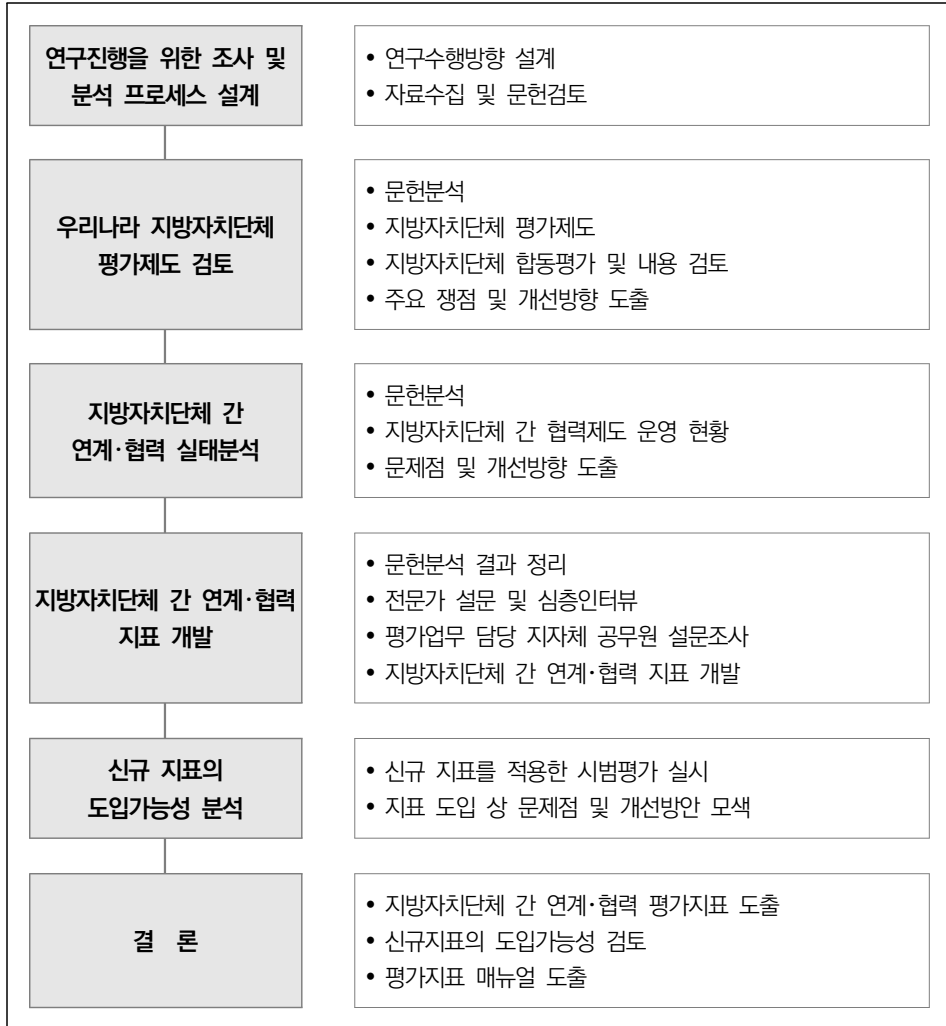 연구진행을 위한 조사 및
분석 프로세스 설계
• 연구수행방향 설계
• 자료수집 및 문헌검토
우리나라 지방자치단체
평가제도 검토
• 문헌분석
• 지방자치단체 평가제도
• 지방자치단체 합동평가 및 내용 검토
• 주요 쟁점 및 개선방향 도출
지방자치단체 간
연계·협력 실태분석
• 문헌분석
• 지방자치단체 간 협력제도 운영 현황
• 문제점 및 개선방향 도출
지방자치단체 간 연계·협력
지표 개발
• 문헌분석 결과 정리
• 전문가 설문 및 심층인터뷰
• 평가업무 담당 지자체 공무원 설문조사
• 지방자치단체 간 연계·협력 지표 개발
신규 지표의
도입가능성 분석
• 신규 지표를 적용한 시범평가 실시
• 지표 도입 상 문제점 및 개선방안 모색
결 론
• 지방자치단체 간 연계·협력 평가지표 도출
• 신규지표의 도입가능성 검토
• 평가지표 매뉴얼 도출